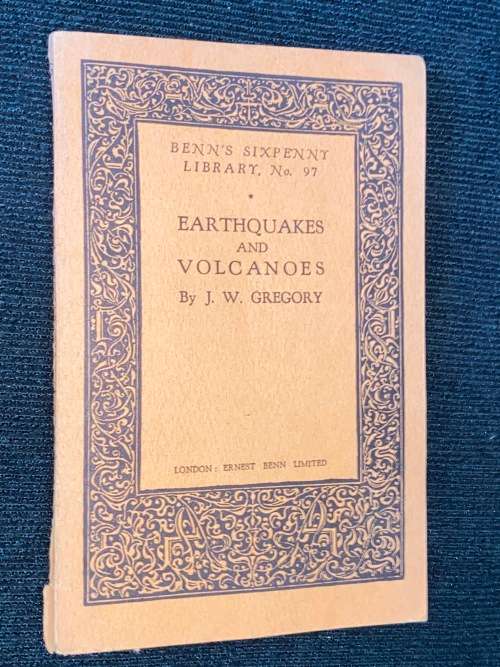 BENN'S SIXPENNY
LIBRARY, No. 97
*
EARTHQUAKES
AND
VOLCANOES
By J. W. GREGORY
LONDON: ERNEST BENN LIMITED